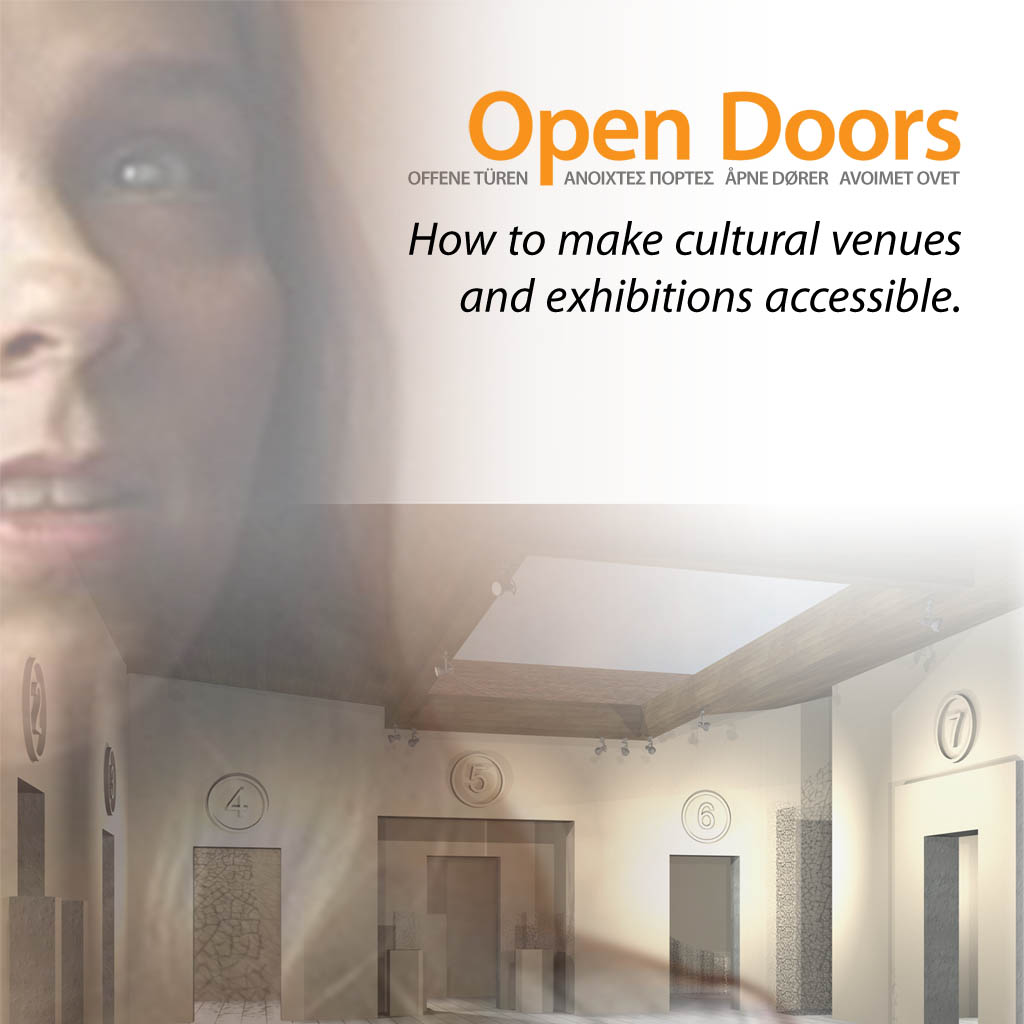 Open Doors
OFFENE TÜREN ΑΝΟΙΧΤΕΣ ΠΟΡΤΕΣ ÅPNE DØRER AVOIMET OVET
How to make cultural venues
and exhibitions accessible.
2
3
4
5
6
7